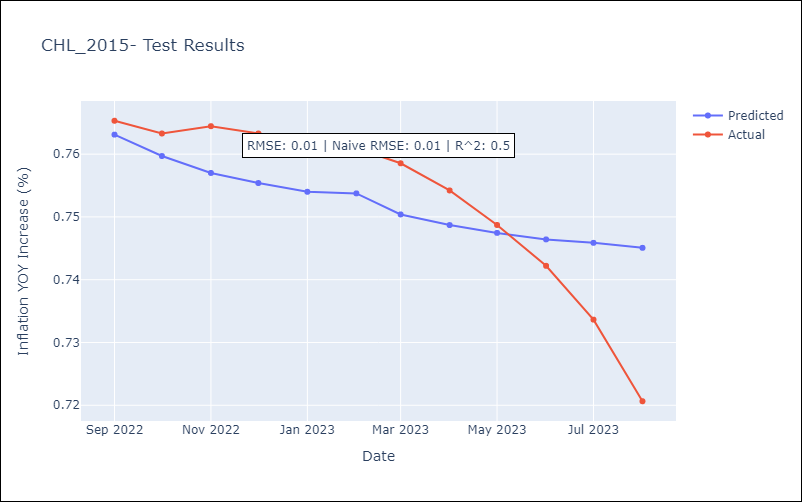 CHL_2015- Test Results
Predicted
Actual
RMSE: 0.01 | Naive RMSE: 0.01 | R^2: 0.5
Inflation YOY Increase (%)
0.76
0.75
0.74
0.73
0.72
Sep 2022 Nov 2022 Jan 2023 Mar 2023 May 2023 Jul 2023
Date